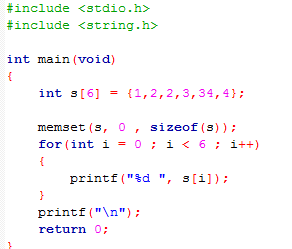 #include <stdio.h>
#include <string.h>

int main(void)
{
    int s[6] = {1,2,2,3,34,4};

    memset(s, 0 , sizeof(s));
    for(int i = 0 ; i < 6 ; i++)
    {
        printf("%d ", s[i]);
    }
    printf("\n");
    return 0;
}